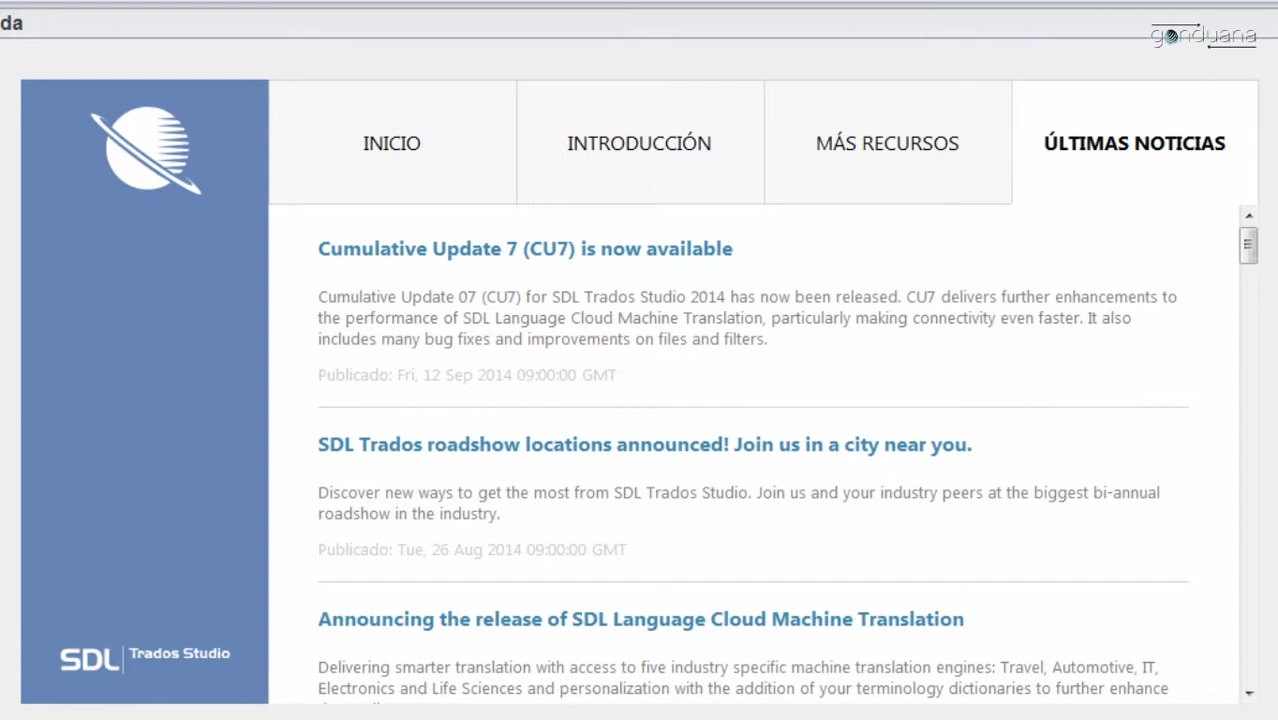 da
gonduana
INICIO
INTRODUCCIÓN
MÁS RECURSOS
ÚLTIMAS NOTICIAS
Cumulative Update 7 (CU7) is now available
Cumulative Update 07 (CU7) for SDL Trados Studio 2014 has now been released. CU7 delivers further enhancements to
the performance of SDL Language Cloud Machine Translation, particularly making connectivity even faster. It also
includes many bug fixes and improvements on files and filters.
Publicado: Fri, 12 Sep 2014 09:00:00 GMT
SDL Trados roadshow locations announced! Join us in a city near you.
Discover new ways to get the most from SDL Trados Studio. Join us and your industry peers at the biggest bi-annual
roadshow in the industry.
Publicado: Tue, 26 Aug 2014 09:00:00 GMT
Announcing the release of SDL Language Cloud Machine Translation
Delivering smarter translation with access to five industry specific machine translation engines: Travel, Automotive, IT,
Electronics and Life Sciences and personalization with the addition of your terminology dictionaries to further enhance
SDL Trados Studio